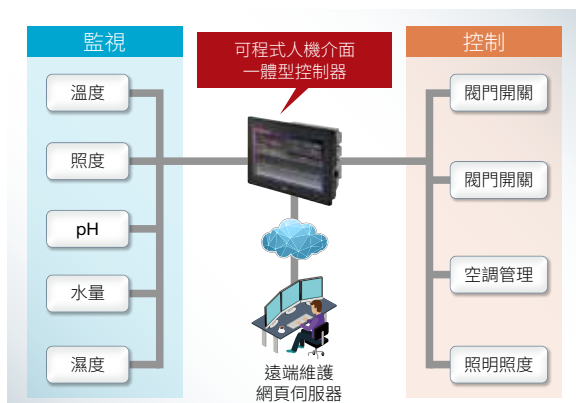 監視
溫度
照度
pH
水量
濕度
可程式人機介面
一體型控制器
遠端維護
網頁伺服器
控制
閥門開關
閥門開關
空調管理
照明照度